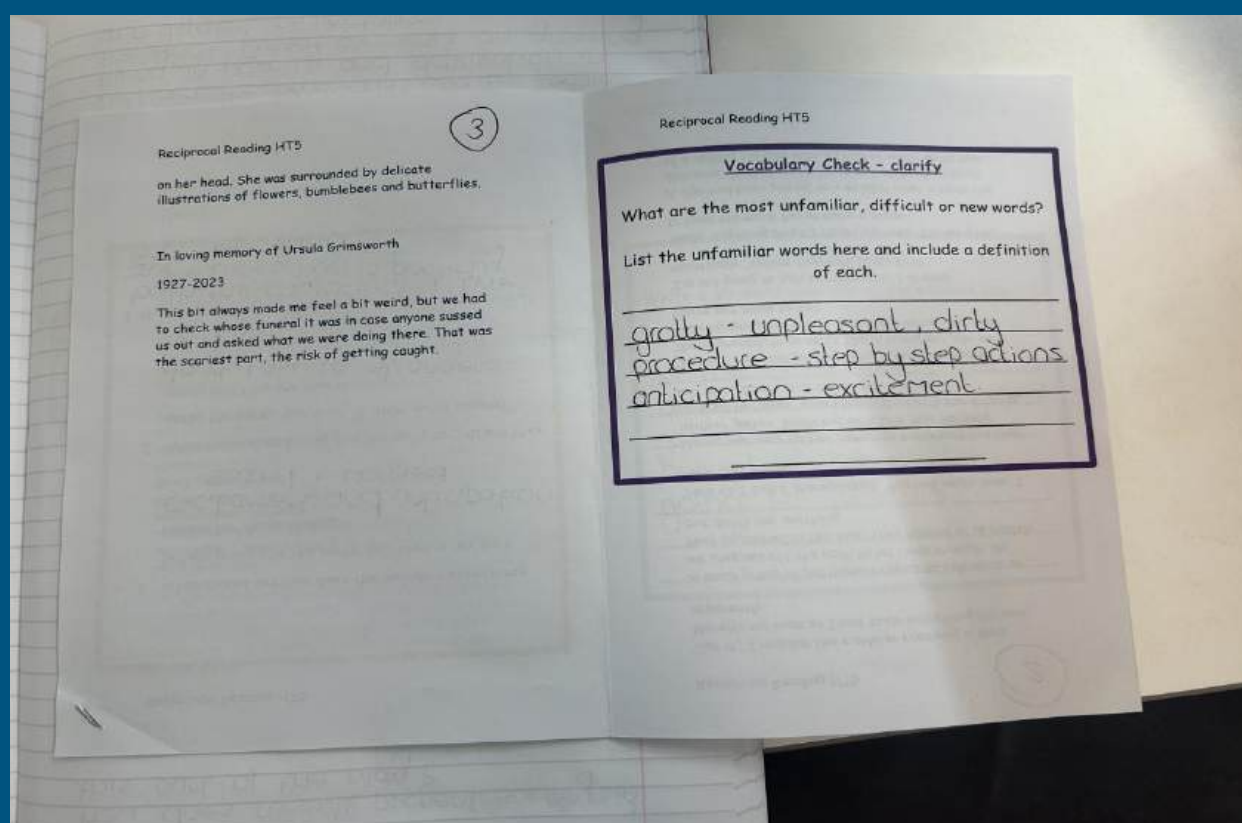 Reciprocal Reading HT5
3
on her head. She was surrounded by delicate
illustrations of flowers, bumblebees and butterflies.
In loving memory of Ursula Grimsworth
1927-2023
This bit always made me feel a bit weird, but we had
to check whose funeral it was in case anyone sussed
us out and asked what we were doing there. That was
the scariest part, the risk of getting caught.
Reciprocal Reading HT5
Vocabulary Check - clarify
What are the most unfamiliar, difficult or new words?
List the unfamiliar words here and include a definition
of each.
grotty - unpleasant, dirty
procedure - step by step actions
anticipation - excitement.